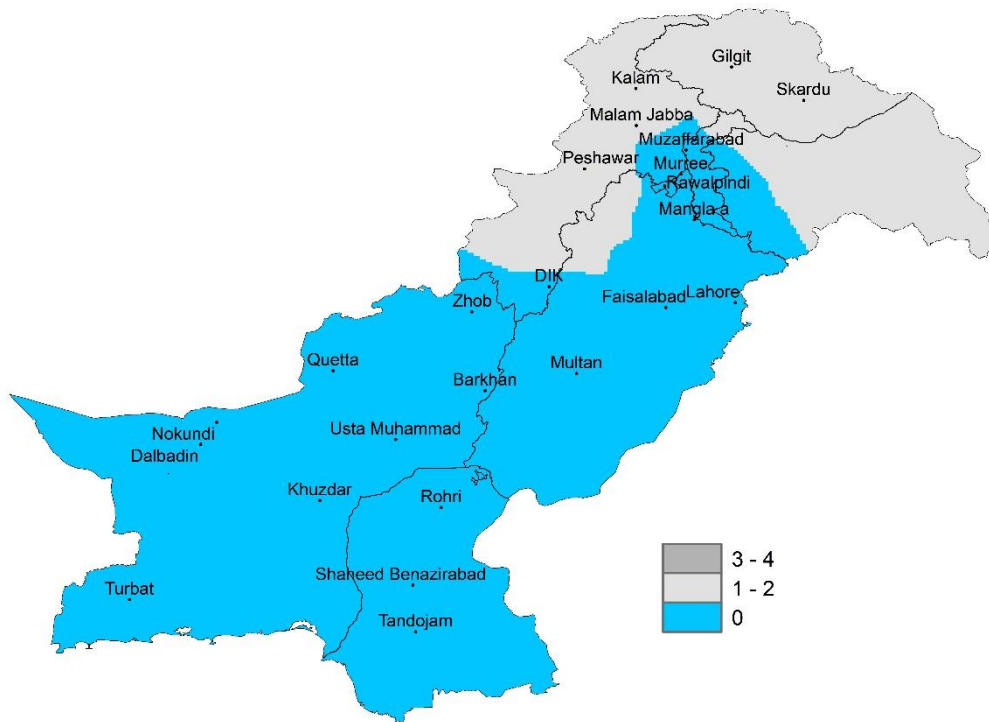 Gilgit
Kalam
Skardu
Malam Jabba
Muzaffarabad
Peshawar
Murree
Rawalpindi
Mangla a
DIK
Zhob
Faisalabad
Lahore
Quetta
Multan
Barkhan
Nokundi
Usta Muhammad
Dalbadin
Khuzdar
Rohri
3 - 4
1 - 2
0
Shaheed Benazirabad
Turbat
Tandojam